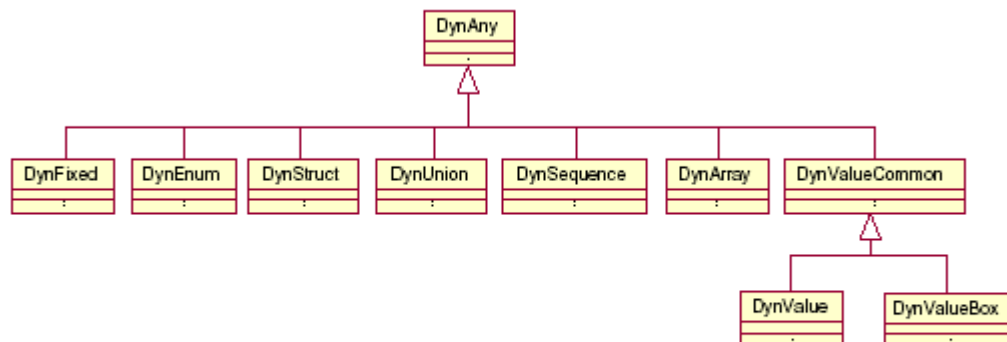 DynAny
:
DynFixed DynEnum DynStruct DynUnion DynSequence DynArray DynValueCommon
: : : : : : :
DynValue DynValueBox